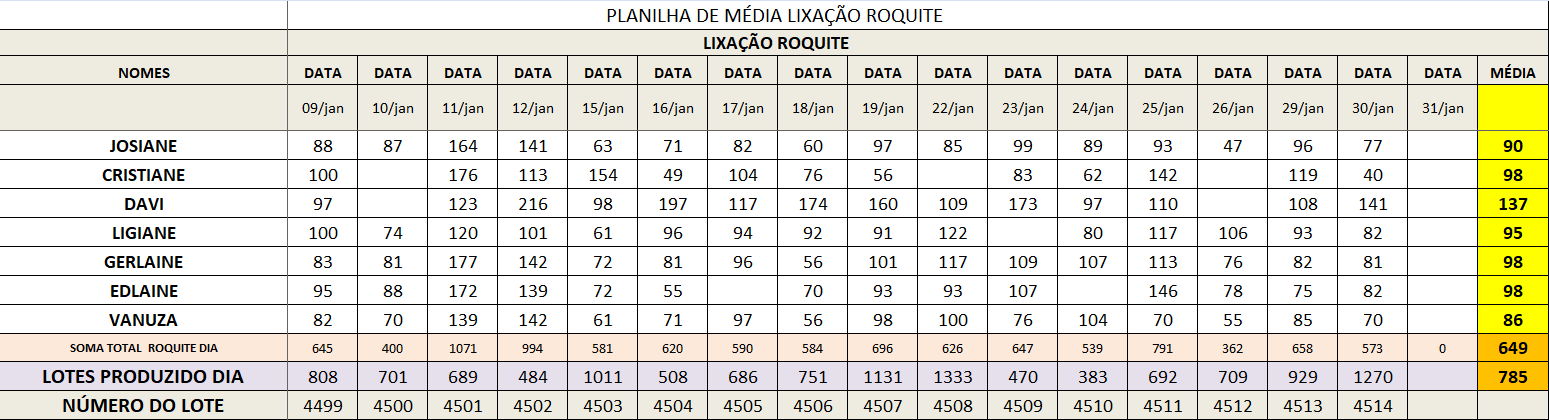 PLANILHA DE MÉDIA LIXAÇÃO ROQUITE
LIXAÇÃO ROQUITE
NOMES DATA DATA DATA DATA DATA DATA DATA DATA DATA DATA DATA DATA DATA DATA DATA DATA DATA MÉDIA
09/jan 10/jan 11/jan 12/jan 15/jan 16/jan 17/jan 18/jan 19/jan 22/jan 23/jan 24/jan 25/jan 26/jan 29/jan 30/jan 31/jan
JOSIANE 88 87 164 141 63 71 82 60 97 85 99 89 93 47 96 77 90
CRISTIANE 100 176 113 154 49 104 76 56 83 62 142 119 40 98
DAVI 97 123 216 98 197 117 174 160 109 173 97 110 108 141 137
LIGIANE 100 74 120 101 61 96 94 92 91 122 80 117 106 93 82 95
GERLAINE 83 81 177 142 72 81 96 56 101 117 109 107 113 76 82 81 98
EDLAINE 95 88 172 139 72 55 70 93 93 107 146 78 75 82 98
VANUZA 82 70 139 142 61 71 97 56 98 100 76 104 70 55 85 70 86
SOMA TOTAL ROQUITE DIA 645 400 1071 994 581 620 590 584 696 626 647 539 791 362 658 573 0 649
LOTES PRODUZIDO DIA 808 701 689 484 1011 508 686 751 1131 1333 470 383 692 709 929 1270 785
NÚMERO DO LOTE 4499 4500 4501 4502 4503 4504 4505 4506 4507 4508 4509 4510 4511 4512 4513 4514